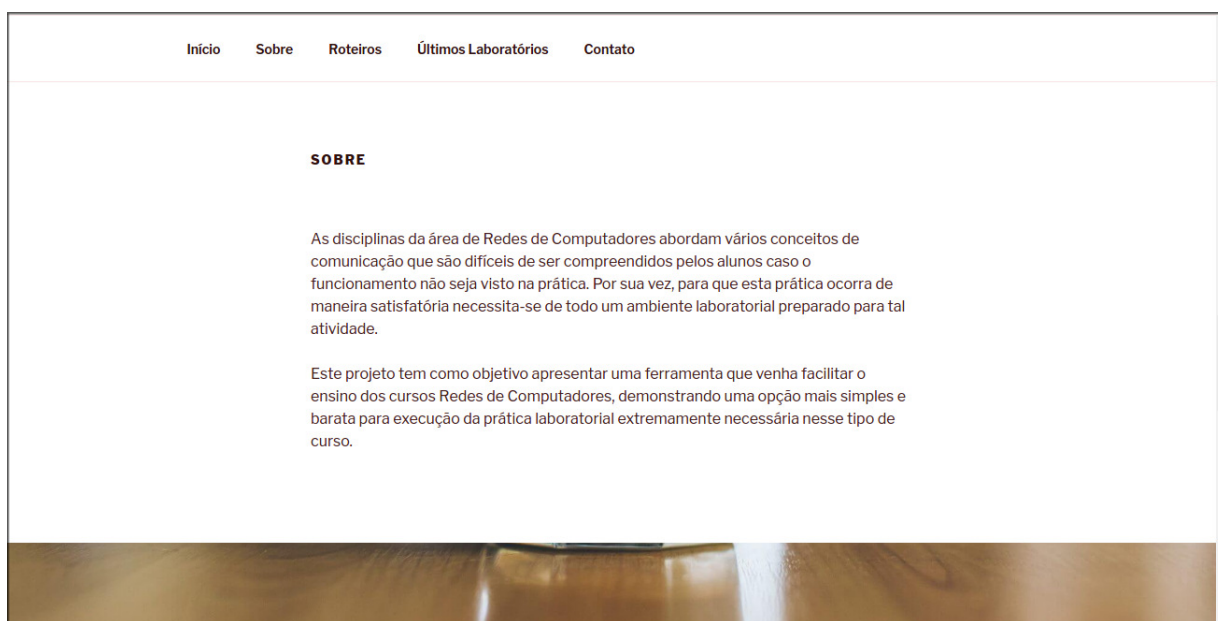 Início Sobre Roteiros Últimos Laboratórios Contato
SOBRE
As disciplinas da área de Redes de Computadores abordam vários conceitos de
comunicação que são difíceis de ser compreendidos pelos alunos caso o
funcionamento não seja visto na prática. Por sua vez, para que esta prática ocorra de
maneira satisfatória necessita-se de todo um ambiente laboratorial preparado para tal
atividade.
Este projeto tem como objetivo apresentar uma ferramenta que venha facilitar o
ensino dos cursos Redes de Computadores, demonstrando uma opção mais simples e
barata para execução da prática laboratorial extremamente necessária nesse tipo de
curso.